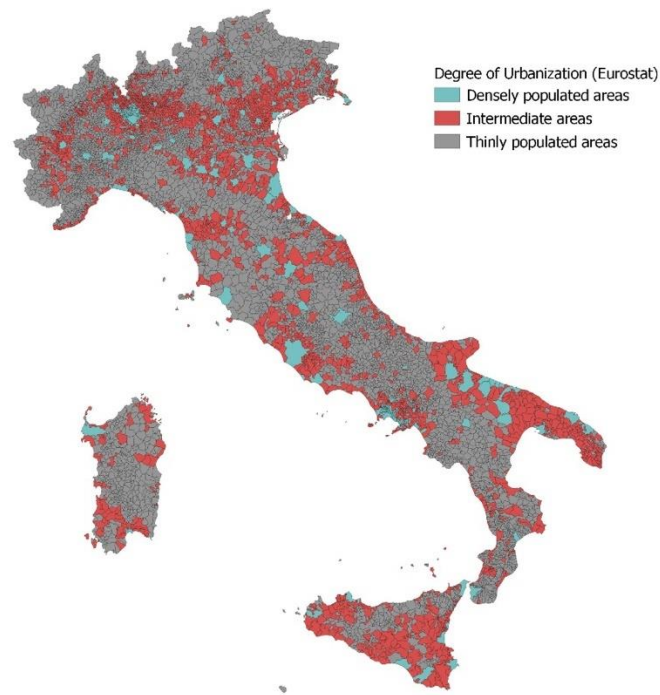 Degree of Urbanization (Eurostat)
Densely populated areas
Intermediate areas
Thinly populated areas